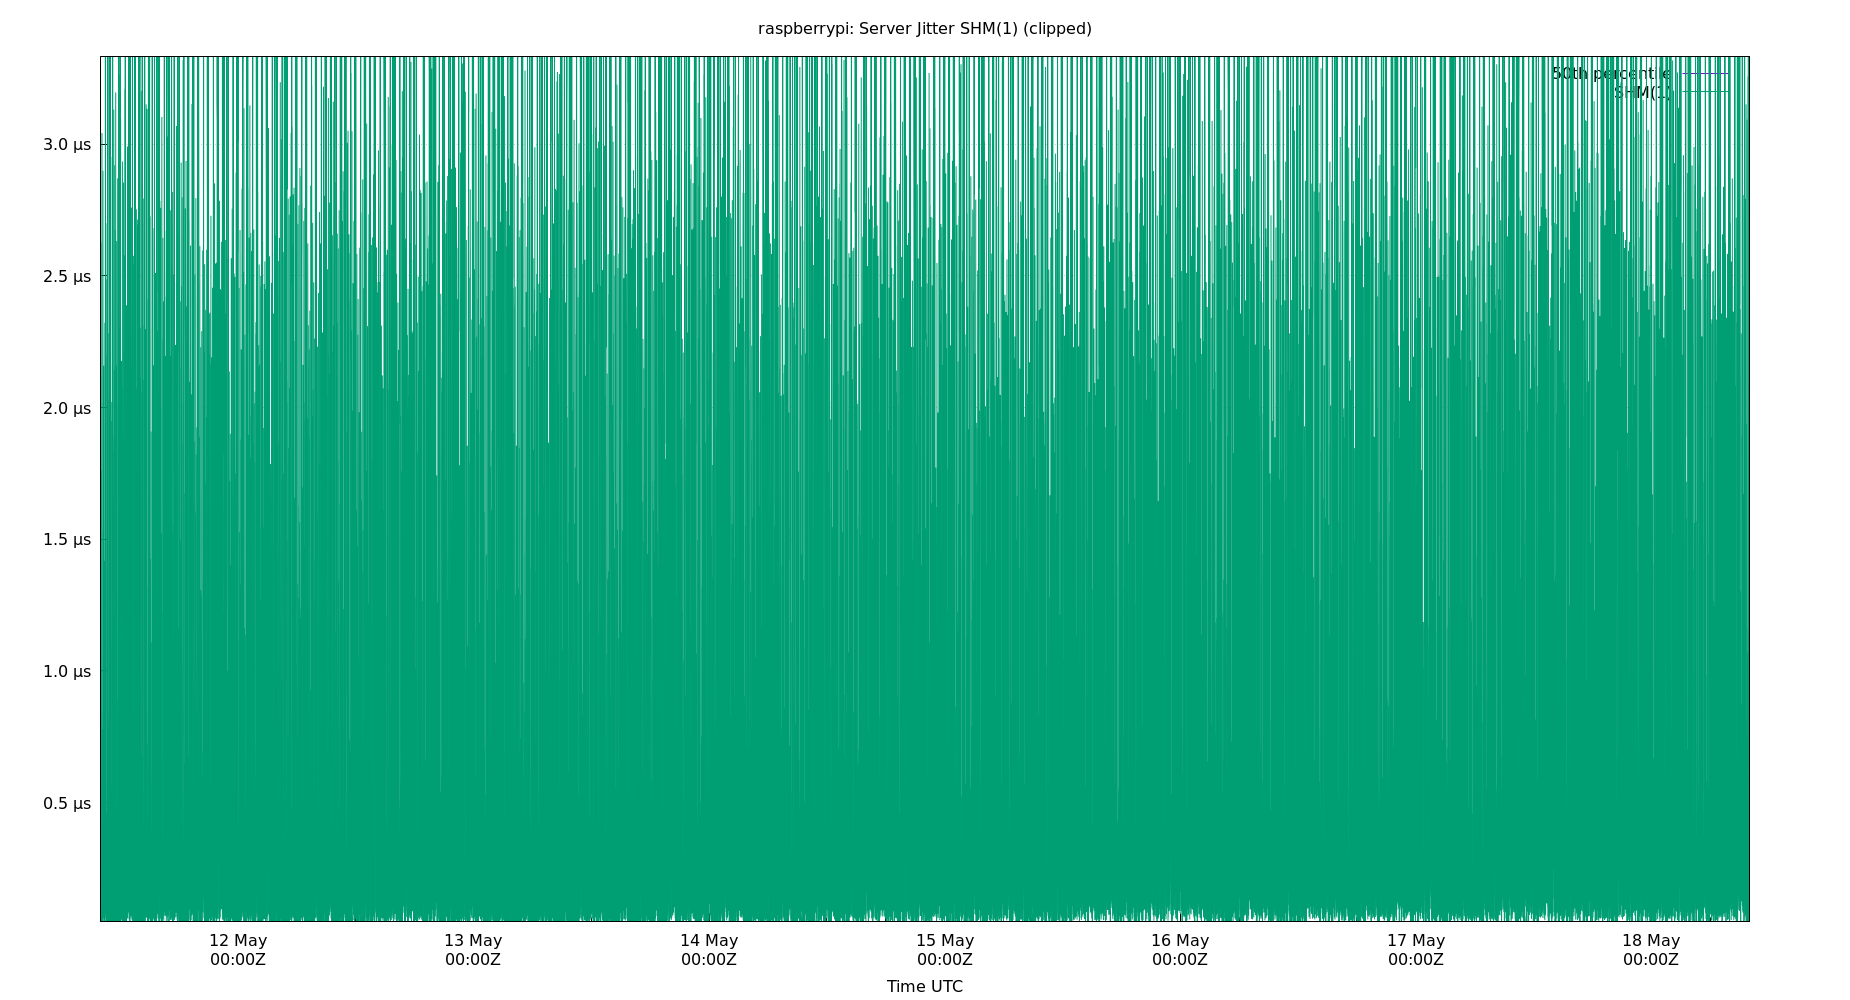 raspberrypi: Server Jitter SHM(1) (clipped)
50th percentile
SHM(1)
3.0 µs
2.5 µs
2.0 µs
1.5 µs
1.0 µs
0.5 µs
12 May 13 May 14 May 15 May 16 May 17 May 18 May
00:00Z 00:00Z 00:00Z 00:00Z 00:00Z 00:00Z 00:00Z
Time UTC